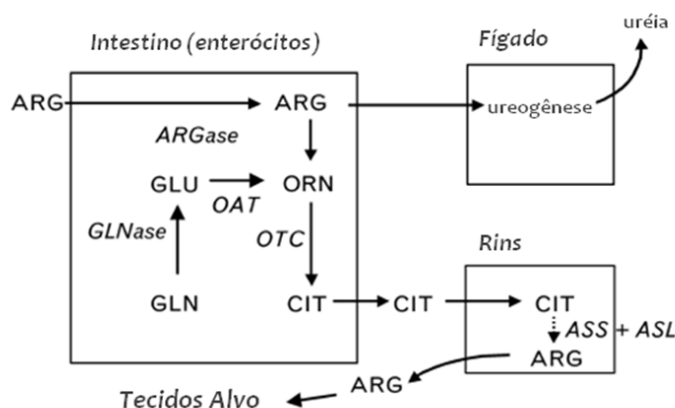 uréia
Intestino (enterócitos)
Fígado
ARG
ARG
ureogênese
ARGase
GLU
ORN
OAT
GLNase
OTC
Rins
GLN
CIT
CIT
CIT
ASS + ASL
ARG
ARG
Tecidos Alvo